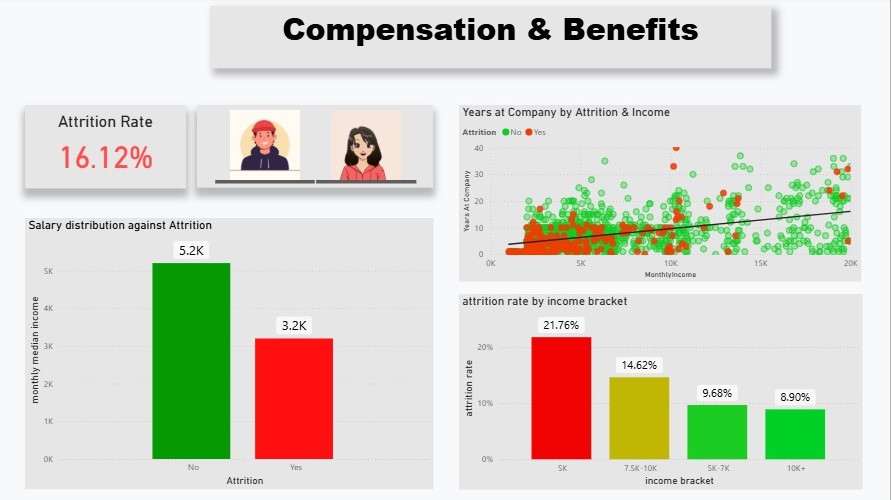 Compensation & Benefits
Attrition Rate
16.12%
Years at Company by Attrition & Income
Attrition No Yes
40
30
20
10
0
Years At Company
0K 5K 10K 15K 20K
MonthlyIncome
Salary distribution against Attrition
5.2K
3.2K
5K
4K
3K
2K
1K
0K
monthly median income
No Yes
Attrition
attrition rate by income bracket
21.76%
14.62%
9.68%
8.90%
20%
10%
0%
attrition rate
5K 7.5K-10K 5K-7K 10K+
income bracket